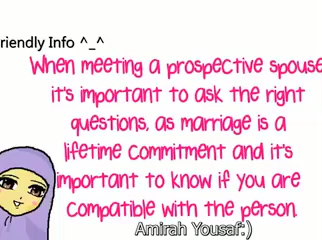 riendly Info ^_^
When meeting a prospective spouse
it's important to ask the right
questions, as marriage is a
lifetime commitment and it's
important to know if you are
compatible with the person.
Amirah Yousaf:)